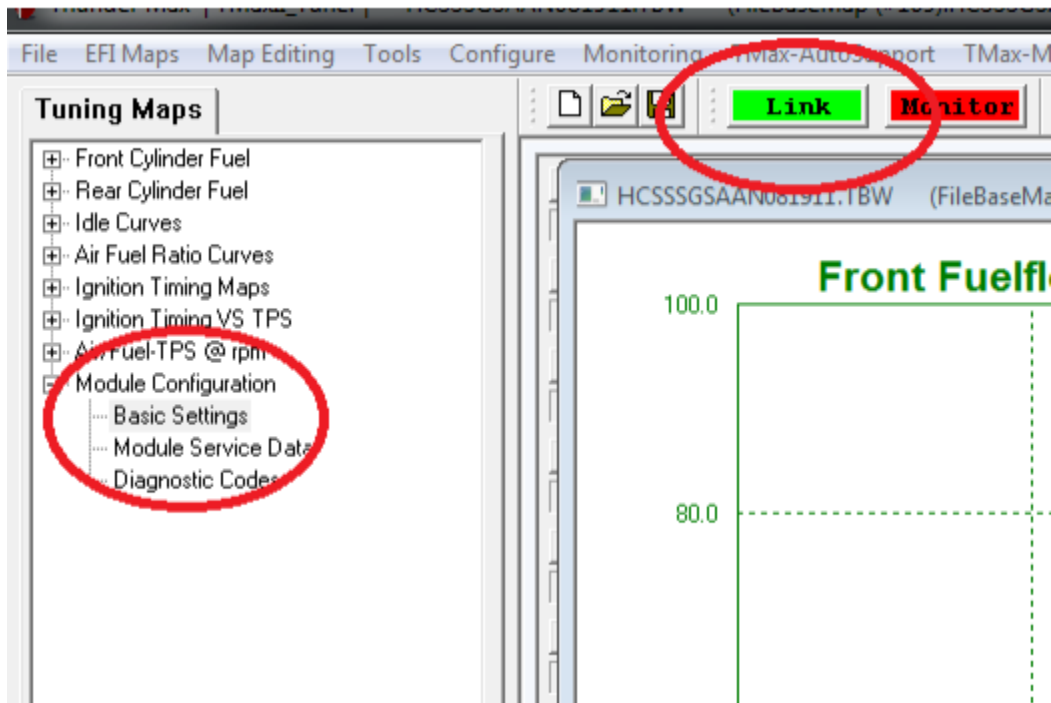 File EFI Maps Map Editing Tools Configure Monitoring TMax-AutoSupport TMax-M
Tuning Maps
Link Monitor
Front Cylinder Fuel
Rear Cylinder Fuel
Idle Curves
Air Fuel Ratio Curves
Ignition Timing Maps
Ignition Timing VS TPS
Air/Fuel-TPS @ rpm
Module Configuration
Basic Settings
Module Service Data
Diagnostic Codes
HCSSSGSAAN081911.TBW (FileBaseMa
Front Fuelfl
100.0
80.0